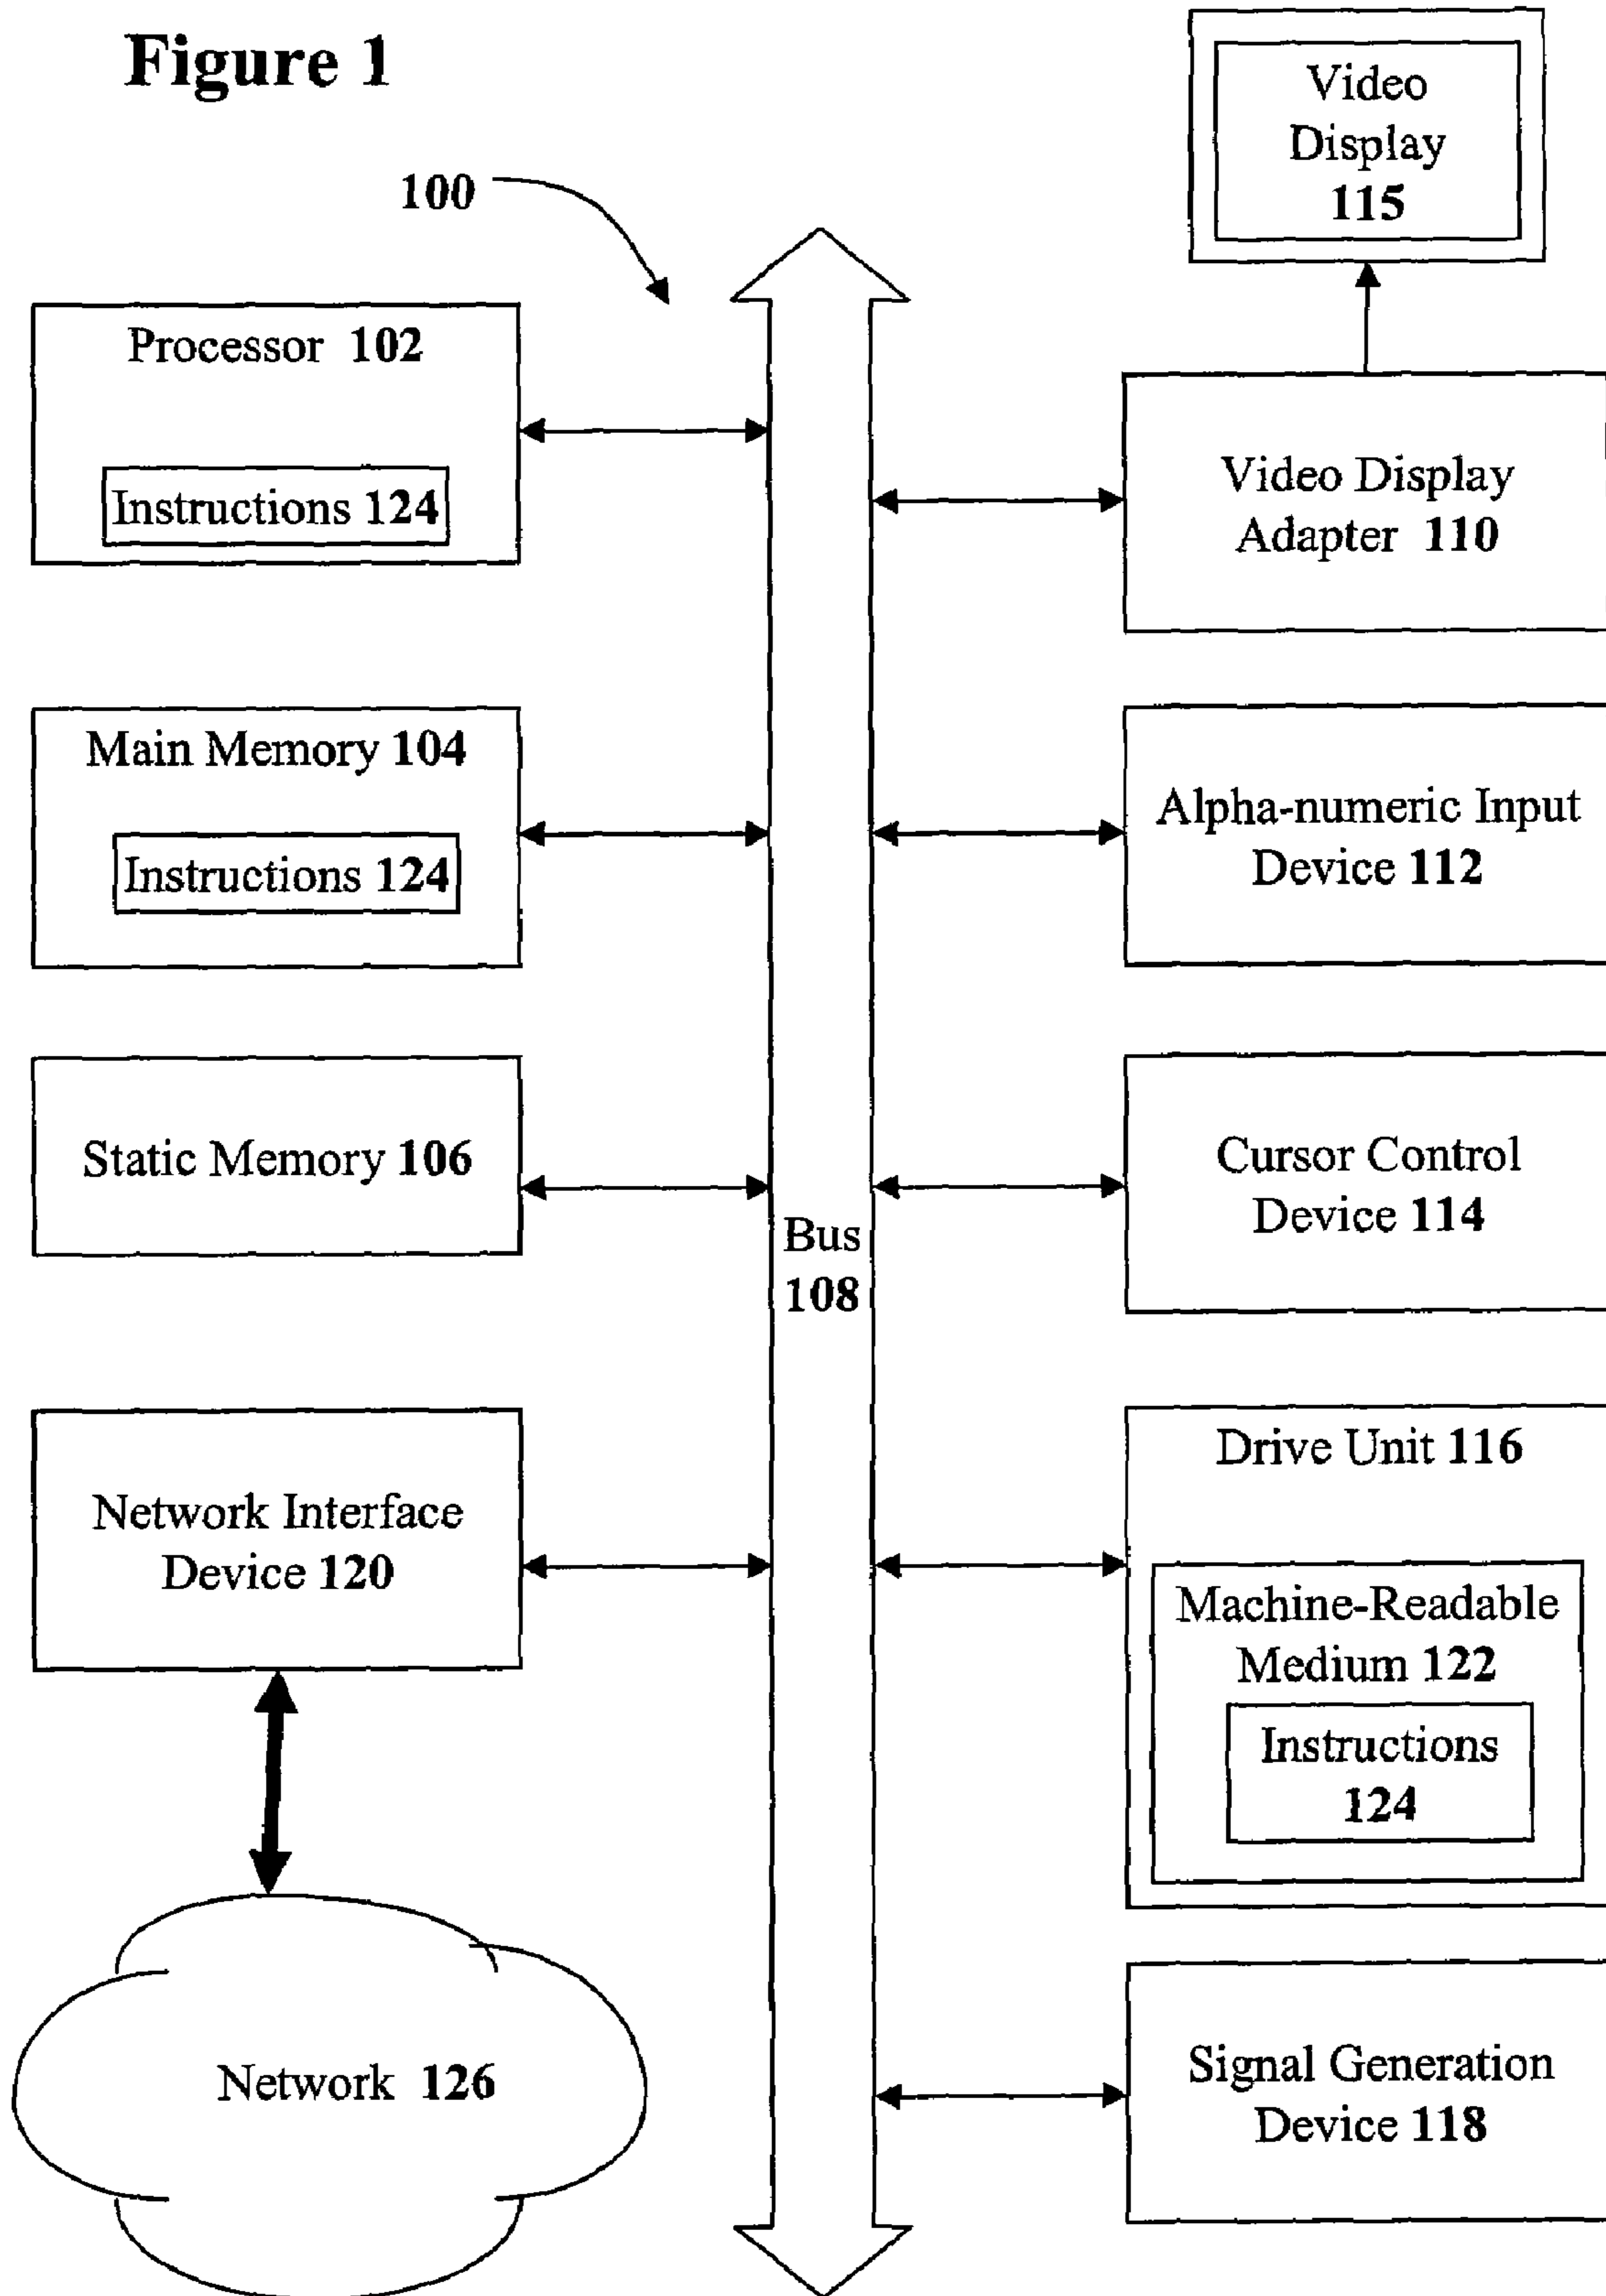 Figure 1
100
Video
Display
115
Processor 102
Instructions 124
Video Display
Adapter 110
Main Memory 104
Instructions 124
Alpha-numeric Input
Device 112
Static Memory 106
Cursor Control
Device 114
Bus
108
Network Interface
Device 120
Drive Unit 116
Machine-Readable
Medium 122
Instructions
124
Network 126
Signal Generation
Device 118